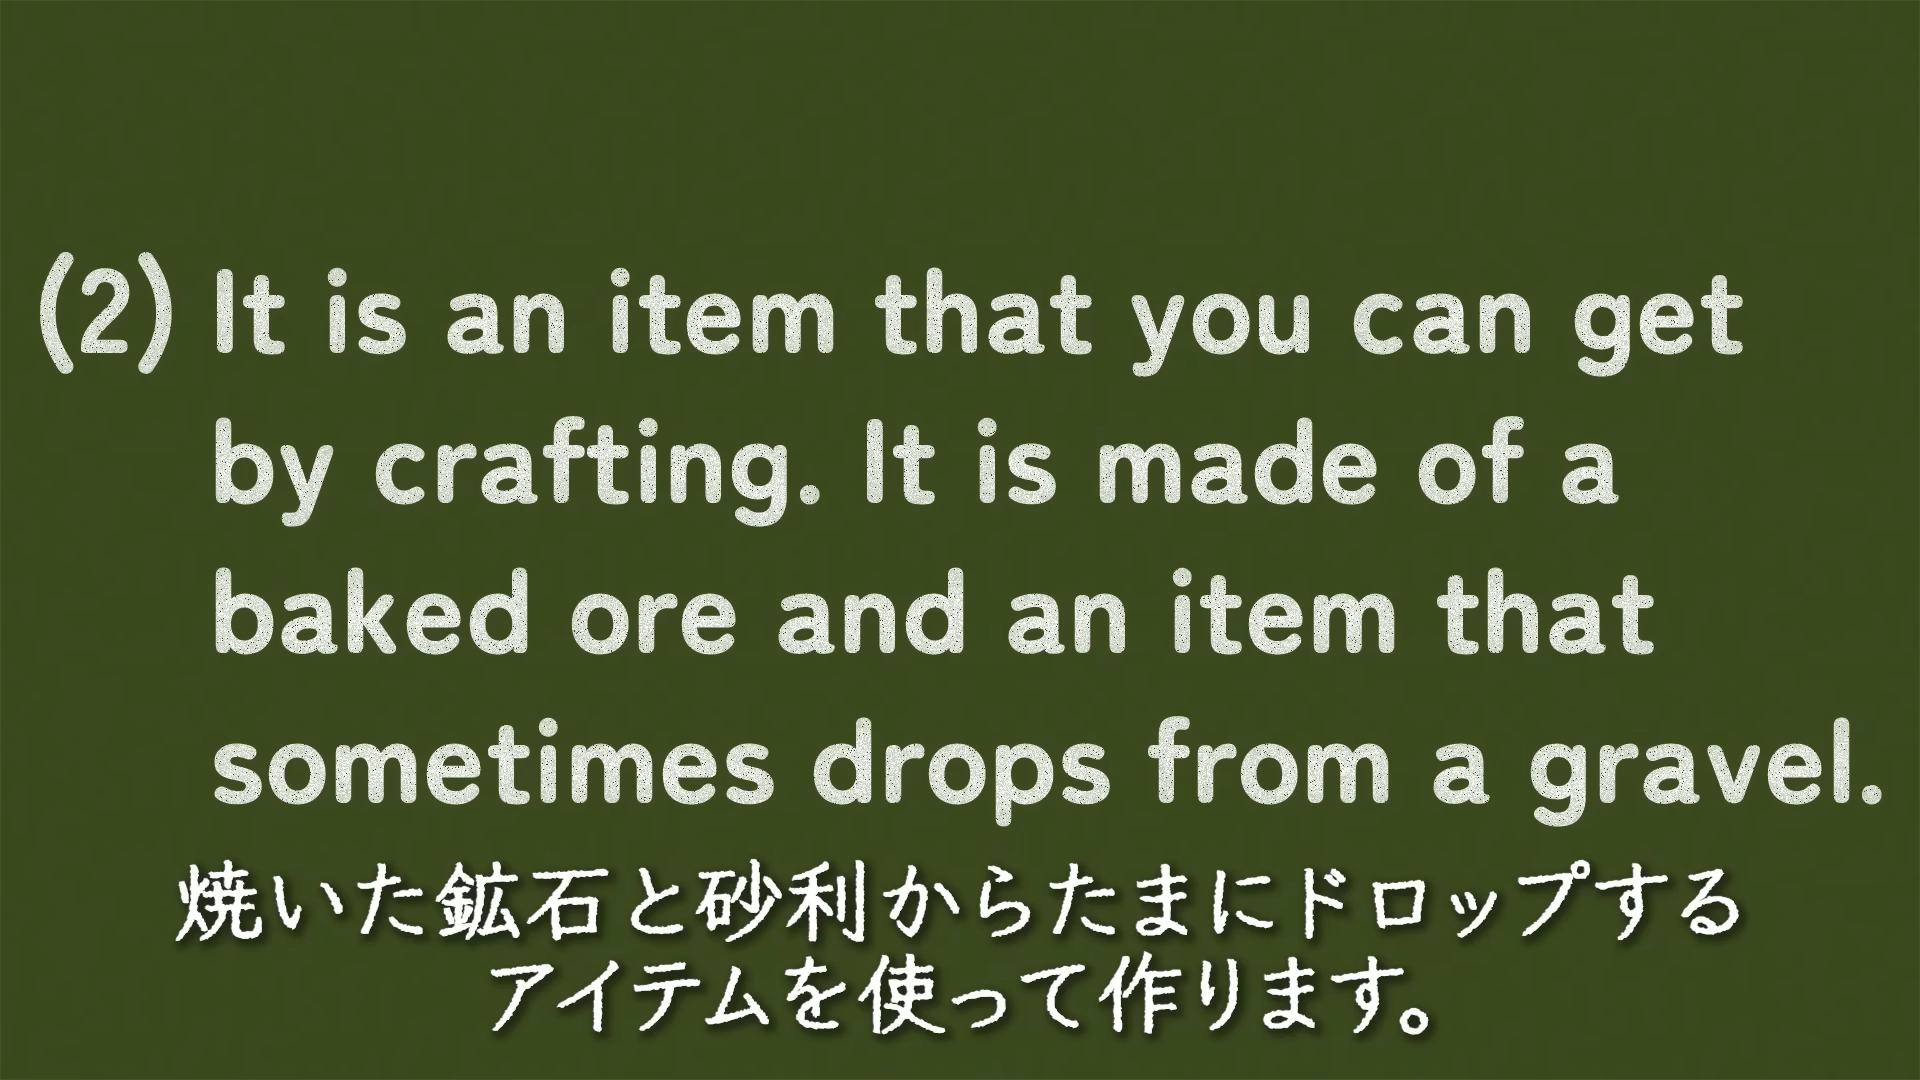 (2) It is an item that you can get
by crafting. It is made of a
baked ore and an item that
sometimes drops from a gravel.
焼いた鉱石と砂利からたまにドロップする
アイテムを使って作ります。